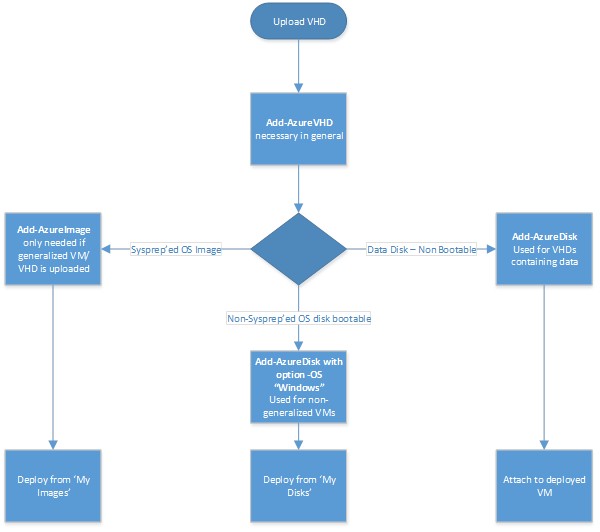 Upload VHD
Add-AzureVHD
necessary in general
Add-AzureImage
only needed if
generalized VM/
VHD is uploaded
Sysprep'ed OS Image
Data Disk – Non Bootable
Add-AzureDisk
Used for VHDs
containing data
Non-Sysprep'ed OS disk bootable
Add-AzureDisk with
option -OS
“Windows”
Used for non-
generalized VMs
Deploy from ‘My
Images’
Deploy from ‘My
Disks’
Attach to deployed
VM